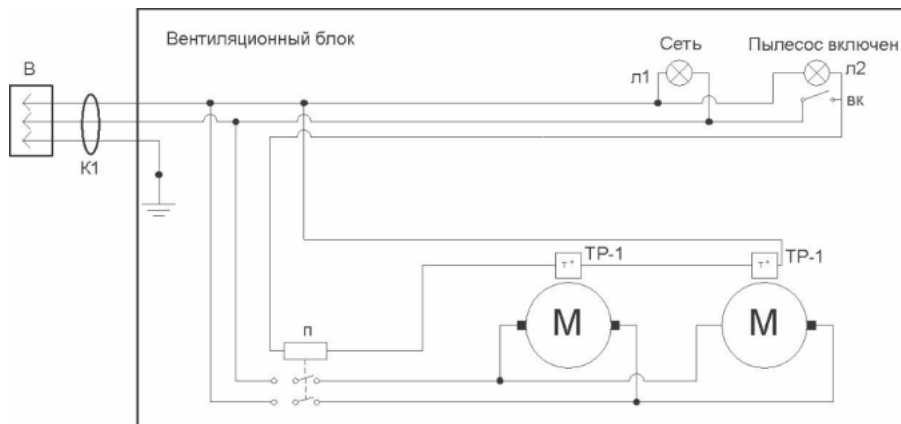 Вентиляционный блок
Сеть
Пылесос включен
В
л1
л2
вк
К1
ТР-1
ТР-1
т°
т°
М
М
п